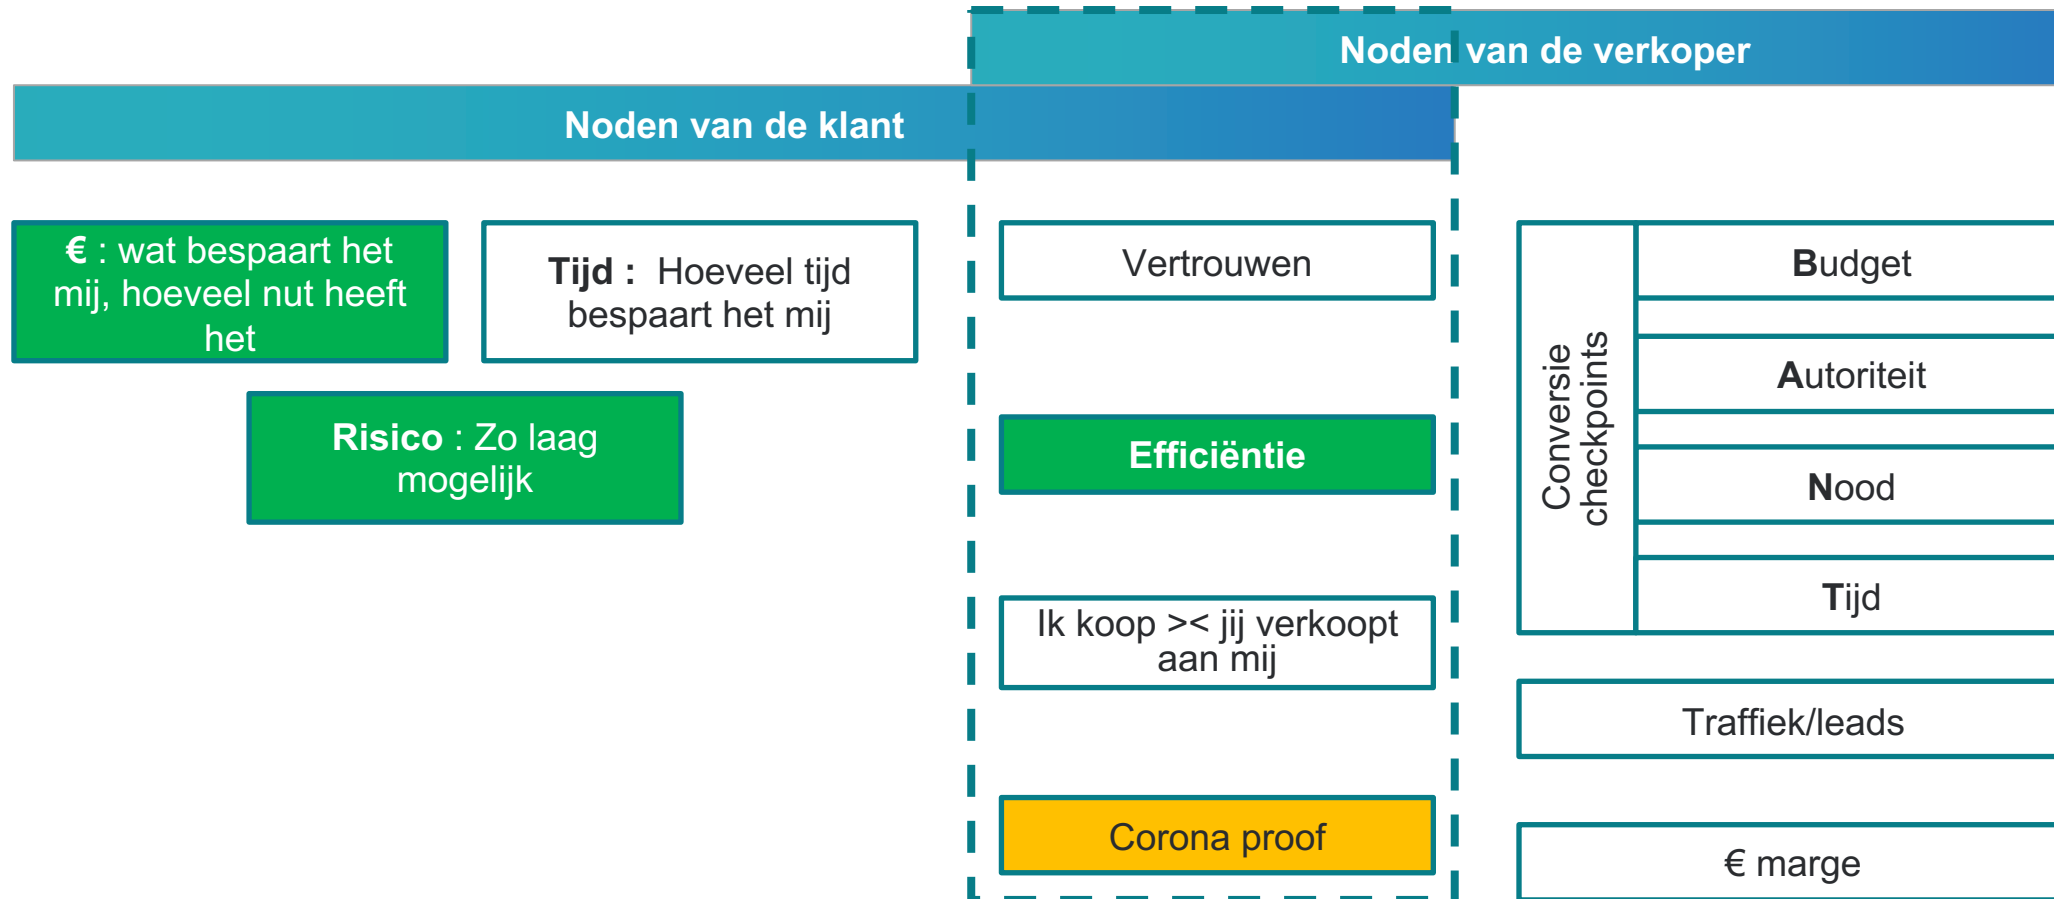 Noden van de verkoper
Noden van de klant
€ : wat bespaart het
mij, hoeveel nut heeft
het
Tijd : Hoeveel tijd
bespaart het mij
Risico : Zo laag
mogelijk
Vertrouwen
Efficiëntie
Ik koop >< jij verkoopt
aan mij
Corona proof
Conversie
checkpoints
Budget
Autoriteit
Nood
Tijd
Traffiek/leads
€ marge